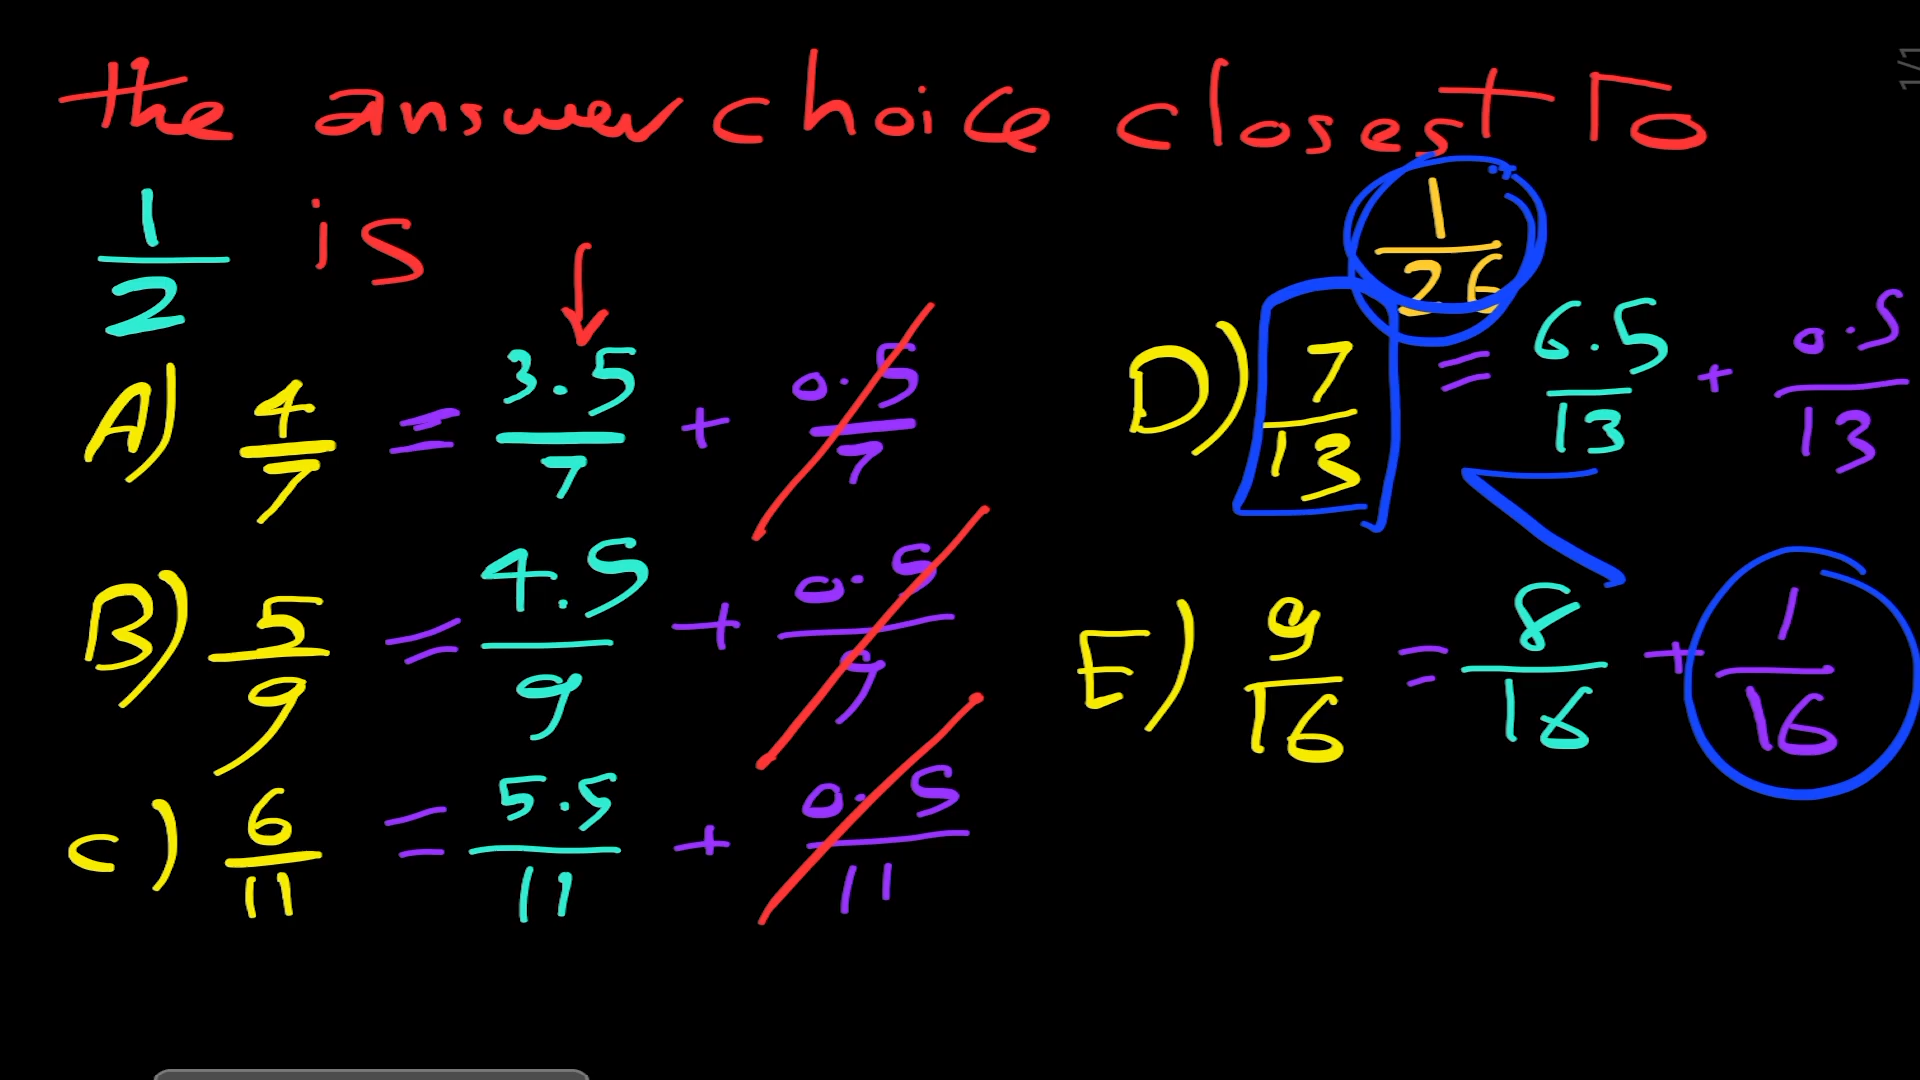 the answer choice closest to
1/2 is
A) 4/7 = 3.5/7 + 0.5/7
B) 5/9 = 4.5/9 + 0.5/9
C) 6/11 = 5.5/11 + 0.5/11
1/26
D) 7/13 = 6.5/13 + 0.5/13
<
E) 9/16 = 8/16 + 1/16
1/1